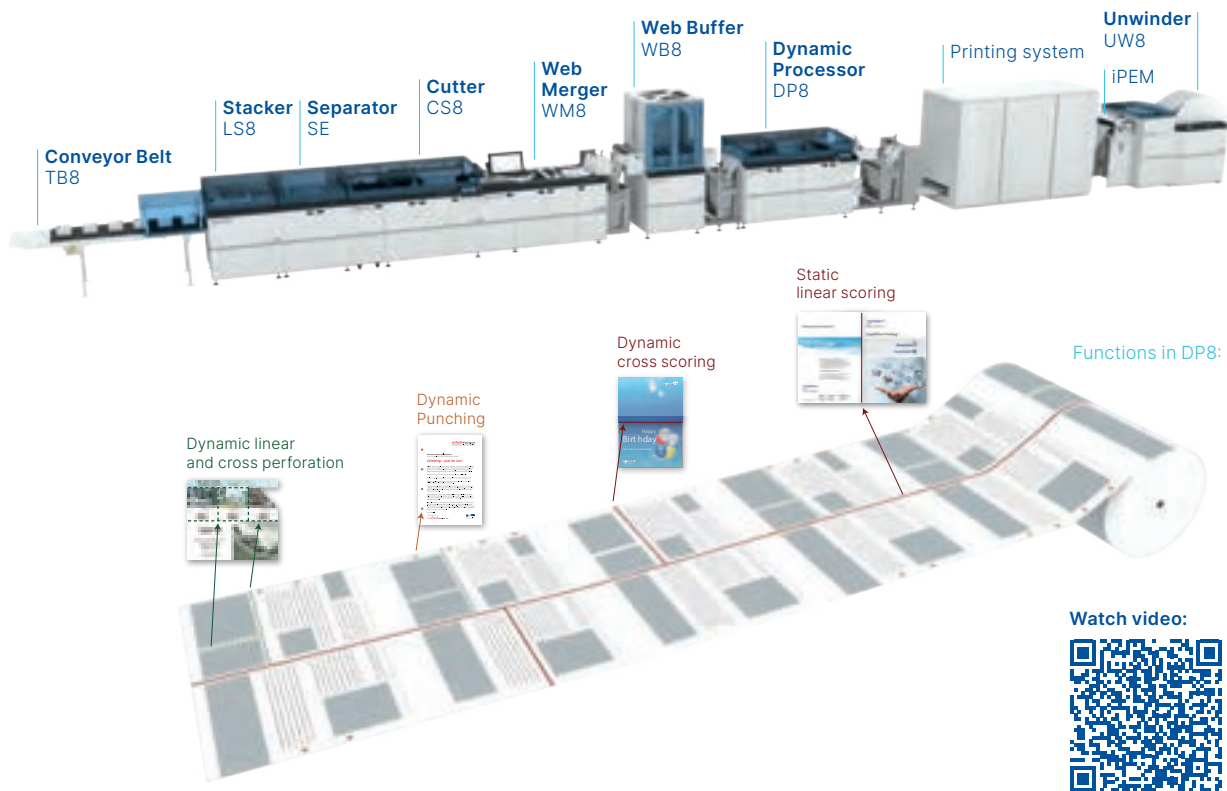 Unwinder
UW8
Web Buffer
WB8
Dynamic
Processor
DP8
Printing system
iPEM
Web
Merger
WM8
Cutter
CS8
Stacker
LS8
Separator
SE
Conveyor Belt
TB8
Static
linear scoring
Dynamic
cross scoring
Functions in DP8:
Dynamic
Punching
Dynamic linear
and cross perforation
Happy
Birthday
Watch video: